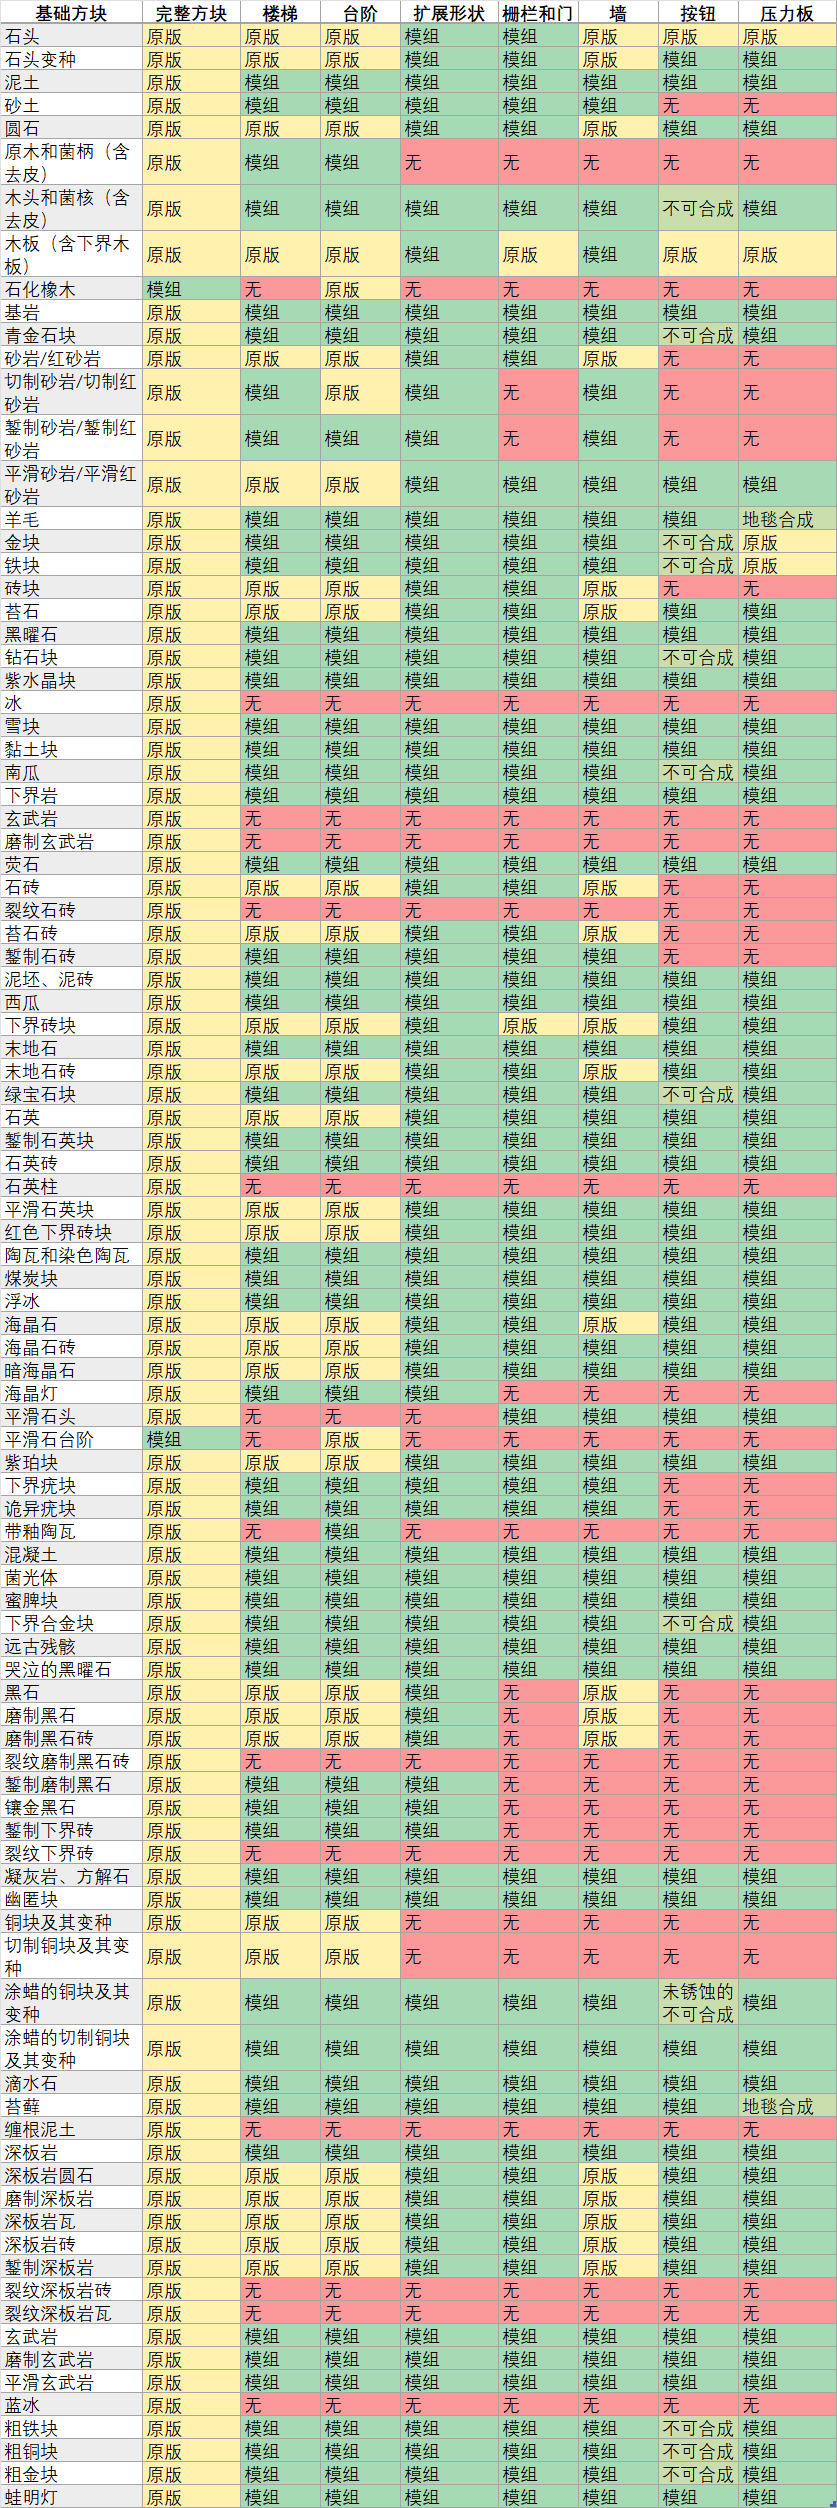 基础方块 完整方块 楼梯 台阶 扩展形状 栅栏和门 墙 按钮 压力板
石头 原版 原版 原版 模组 模组 原版 原版 原版
石头变种 原版 原版 原版 模组 模组 原版 模组 模组
泥土 原版 模组 模组 模组 模组 模组 模组 模组
砂土 原版 模组 模组 模组 模组 模组 无 无
圆石 原版 原版 原版 模组 模组 原版 模组 模组
原木和菌柄（含去皮） 原版 模组 模组 无 无 无 无 无
木头和菌核（含去皮） 原版 模组 模组 模组 模组 模组 不可合成 模组
木板（含下界木板） 原版 原版 原版 模组 原版 模组 原版 原版
石化橡木 模组 无 原版 无 无 无 无 无
基岩 原版 模组 模组 模组 模组 模组 模组 模组
青金石块 原版 模组 模组 模组 模组 模组 不可合成 模组
砂岩/红砂岩 原版 原版 原版 模组 模组 原版 无 无
切制砂岩/切制红砂岩 原版 模组 原版 模组 无 模组 无 无
錾制砂岩/錾制红砂岩 原版 模组 模组 模组 无 模组 无 无
平滑砂岩/平滑红砂岩 原版 原版 原版 模组 模组 模组 模组 模组
羊毛 原版 模组 模组 模组 模组 模组 模组 地毯合成
金块 原版 模组 模组 模组 模组 模组 不可合成 原版
铁块 原版 模组 模组 模组 模组 模组 不可合成 原版
砖块 原版 原版 原版 模组 模组 原版 无 无
苔石 原版 原版 原版 模组 模组 原版 模组 模组
黑曜石 原版 模组 模组 模组 模组 模组 模组 模组
钻石块 原版 模组 模组 模组 模组 模组 不可合成 模组
紫水晶块 原版 模组 模组 模组 模组 模组 模组 模组
冰 原版 无 无 无 无 无 无 无
雪块 原版 模组 模组 模组 模组 模组 模组 模组
黏土块 原版 模组 模组 模组 模组 模组 模组 模组
南瓜 原版 模组 模组 模组 模组 模组 不可合成 模组
下界岩 原版 模组 模组 模组 模组 模组 模组 模组
玄武岩 原版 无 无 无 无 无 无 无
磨制玄武岩 原版 无 无 无 无 无 无 无
荧石 原版 模组 模组 模组 模组 模组 模组 模组
石砖 原版 原版 原版 模组 模组 原版 无 无
裂纹石砖 原版 无 无 无 无 无 无 无
苔石砖 原版 原版 原版 模组 模组 原版 无 无
錾制石砖 原版 模组 模组 模组 模组 模组 无 无
泥坯、泥砖 原版 模组 模组 模组 模组 模组 模组 模组
西瓜 原版 模组 模组 模组 模组 模组 模组 模组
下界砖块 原版 原版 原版 模组 原版 原版 模组 模组
末地石 原版 模组 模组 模组 模组 模组 模组 模组
末地石砖 原版 原版 原版 模组 模组 原版 模组 模组
绿宝石块 原版 模组 模组 模组 模组 模组 不可合成 模组
石英 原版 原版 原版 模组 模组 模组 模组 模组
錾制石英块 原版 模组 模组 模组 模组 模组 模组 模组
石英砖 原版 模组 模组 模组 模组 模组 模组 模组
石英柱 原版 无 无 无 无 无 无 无
平滑石英块 原版 原版 原版 模组 模组 模组 模组 模组
红色下界砖块 原版 原版 原版 模组 模组 模组 模组 模组
陶瓦和染色陶瓦 原版 模组 模组 模组 模组 模组 模组 模组
煤炭块 原版 模组 模组 模组 模组 模组 模组 模组
浮冰 原版 模组 模组 模组 模组 模组 模组 模组
海晶石 原版 原版 原版 模组 模组 原版 模组 模组
海晶石砖 原版 原版 原版 模组 模组 模组 模组 模组
暗海晶石 原版 原版 原版 模组 模组 模组 模组 模组
海晶灯 原版 模组 模组 模组 无 无 无 无
平滑石头 原版 无 无 无 模组 模组 模组 模组
平滑石台阶 模组 无 原版 无 无 无 无 无
紫珀块 原版 原版 原版 模组 模组 模组 模组 模组
下界疣块 原版 模组 模组 模组 模组 模组 无 无
诡异疣块 原版 模组 模组 模组 模组 模组 无 无
带釉陶瓦 原版 无 模组 无 无 无 无 无
混凝土 原版 模组 模组 模组 模组 模组 模组 模组
菌光体 原版 模组 模组 模组 模组 模组 模组 模组
蜜脾块 原版 模组 模组 模组 模组 模组 模组 模组
下界合金块 原版 模组 模组 模组 模组 模组 不可合成 模组
远古残骸 原版 模组 模组 模组 模组 模组 模组 模组
哭泣的黑曜石 原版 模组 模组 模组 模组 模组 模组 模组
黑石 原版 原版 原版 模组 无 原版 无 无
磨制黑石 原版 原版 原版 模组 无 原版 无 无
磨制黑石砖 原版 原版 原版 模组 无 原版 无 无
裂纹磨制黑石砖 原版 无 无 无 无 无 无 无
錾制磨制黑石 原版 模组 模组 模组 无 无 无 无
镶金黑石 原版 模组 模组 模组 无 无 无 无
錾制下界砖 原版 模组 模组 模组 无 无 无 无
裂纹下界砖 原版 无 无 无 无 无 无 无
凝灰岩、方解石 原版 模组 模组 模组 模组 模组 模组 模组
幽匿块 原版 模组 模组 模组 模组 模组 模组 模组
铜块及其变种 原版 原版 原版 无 无 无 无 无
切制铜块及其变种 原版 原版 原版 无 无 无 无 无
涂蜡的铜块及其变种 原版 模组 模组 模组 模组 模组 未锈蚀的不可合成 模组
涂蜡的切制铜块及其变种 原版 模组 模组 模组 模组 模组 模组 模组
滴水石 原版 模组 模组 模组 模组 模组 模组 模组
苔藓 原版 模组 模组 模组 模组 模组 模组 地毯合成
缠根泥土 原版 无 无 无 无 无 无 无
深板岩 原版 模组 模组 模组 模组 模组 模组 模组
深板岩圆石 原版 原版 原版 模组 模组 原版 模组 模组
磨制深板岩 原版 原版 原版 模组 模组 原版 模组 模组
深板岩瓦 原版 原版 原版 模组 模组 原版 模组 模组
深板岩砖 原版 原版 原版 模组 模组 原版 模组 模组
錾制深板岩 原版 原版 原版 模组 模组 原版 模组 模组
裂纹深板岩砖 原版 无 无 无 无 无 无 无
裂纹深板岩瓦 原版 无 无 无 无 无 无 无
玄武岩 原版 模组 模组 模组 模组 模组 模组 模组
磨制玄武岩 原版 模组 模组 模组 模组 模组 模组 模组
平滑玄武岩 原版 模组 模组 模组 模组 模组 模组 模组
蓝冰 原版 无 无 无 无 无 无 无
粗铁块 原版 模组 模组 模组 模组 模组 不可合成 模组
粗铜块 原版 模组 模组 模组 模组 模组 不可合成 模组
粗金块 原版 模组 模组 模组 模组 模组 不可合成 模组
蛙明灯 原版 模组 模组 模组 模组 模组 模组 模组